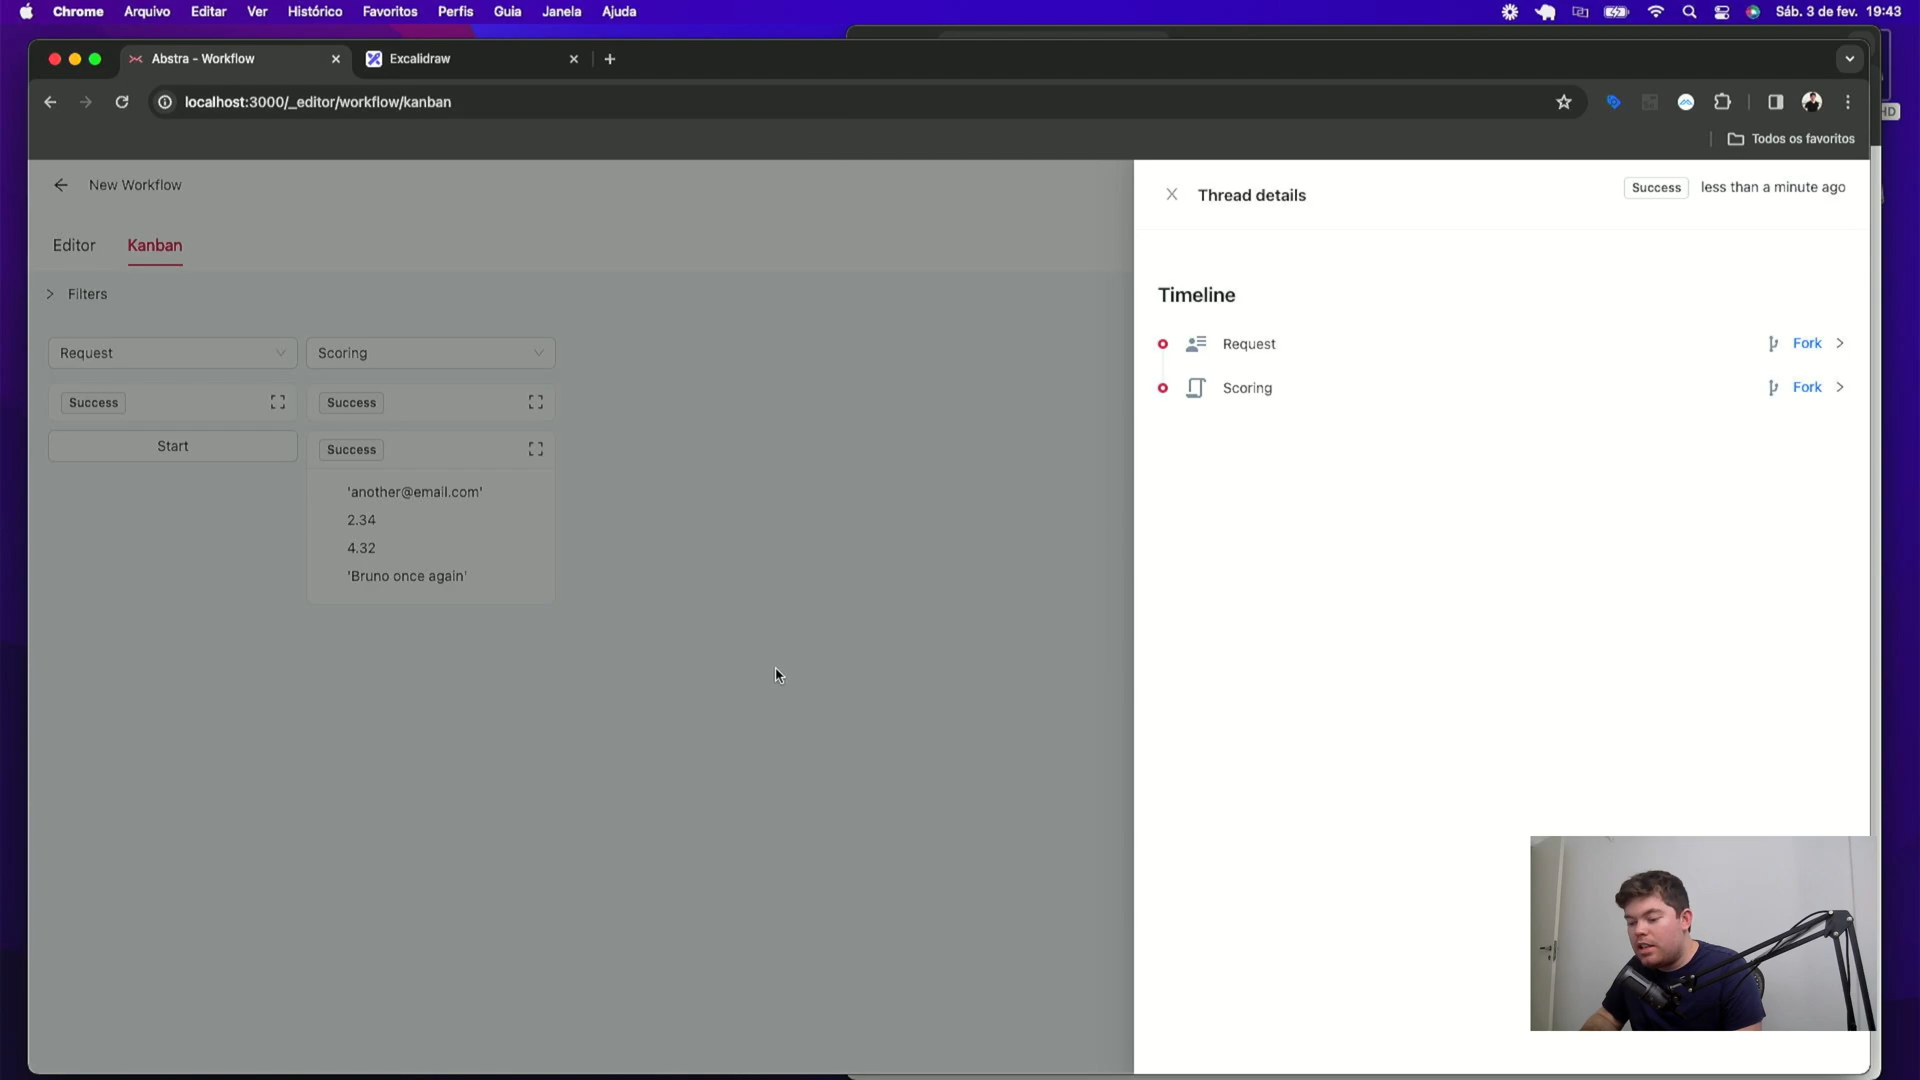 Chrome Arquivo Editar Ver Histórico Favoritos Perfis Guia Janela Ajuda Sáb. 3 de fev. 19:43
Abstra - Workflow
Excalidraw
localhost:3000/_editor/workflow/kanban
HD
Todos os favoritos
New Workflow
Editor Kanban
Filters
Request
Scoring
Success
Success
Start
Success
'another@email.com'
2.34
4.32
'Bruno once again'
Thread details
Success less than a minute ago
Timeline
Request Fork
Scoring Fork